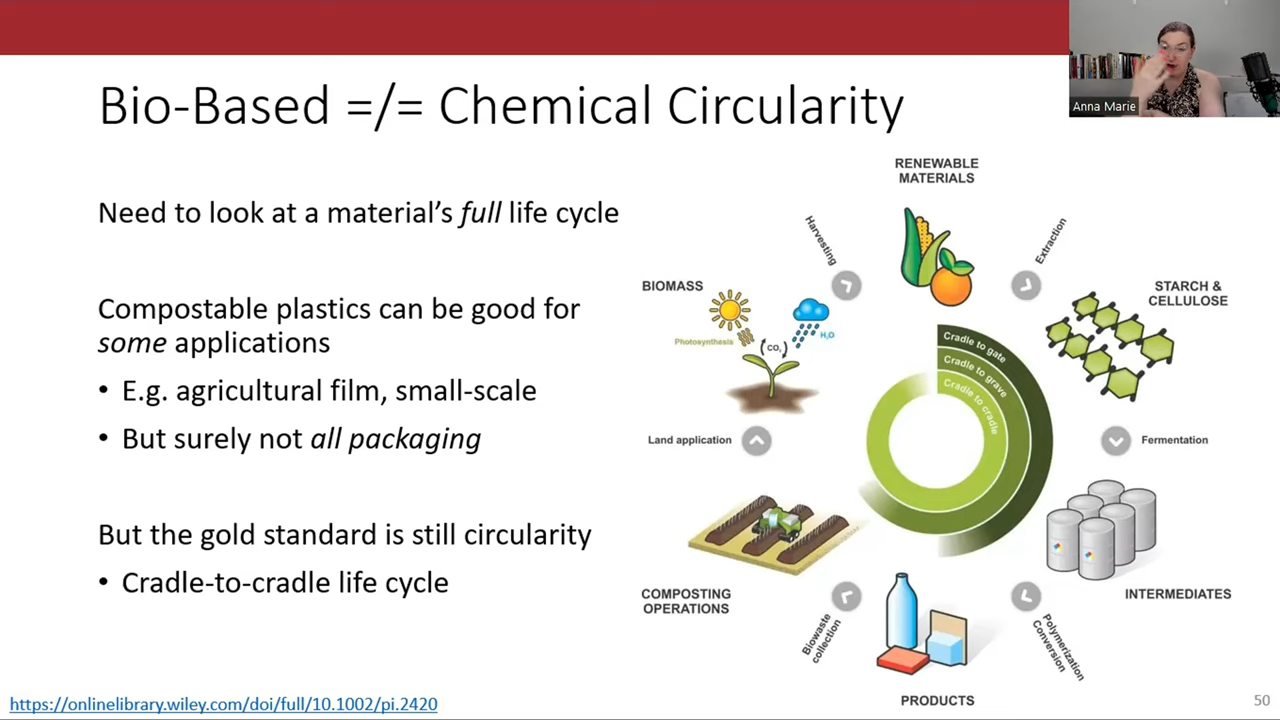 Anna Marie
Bio-Based =/= Chemical Circularity
Need to look at a material's full life cycle
Compostable plastics can be good for
some applications
• E.g. agricultural film, small-scale
• But surely not all packaging
But the gold standard is still circularity
• Cradle-to-cradle life cycle
RENEWABLE
MATERIALS
Extraction
STARCH &
CELLULOSE
Fermentation
INTERMEDIATES
Polymerization
Conversion
PRODUCTS
Biowaste
collection
COMPOSTING
OPERATIONS
Land application
BIOMASS
Photosynthesis
CO₂
H₂O
Harvesting
Cradle to gate
Cradle to grave
Cradle to cradle
https://onlinelibrary.wiley.com/doi/full/10.1002/pi.2420
50